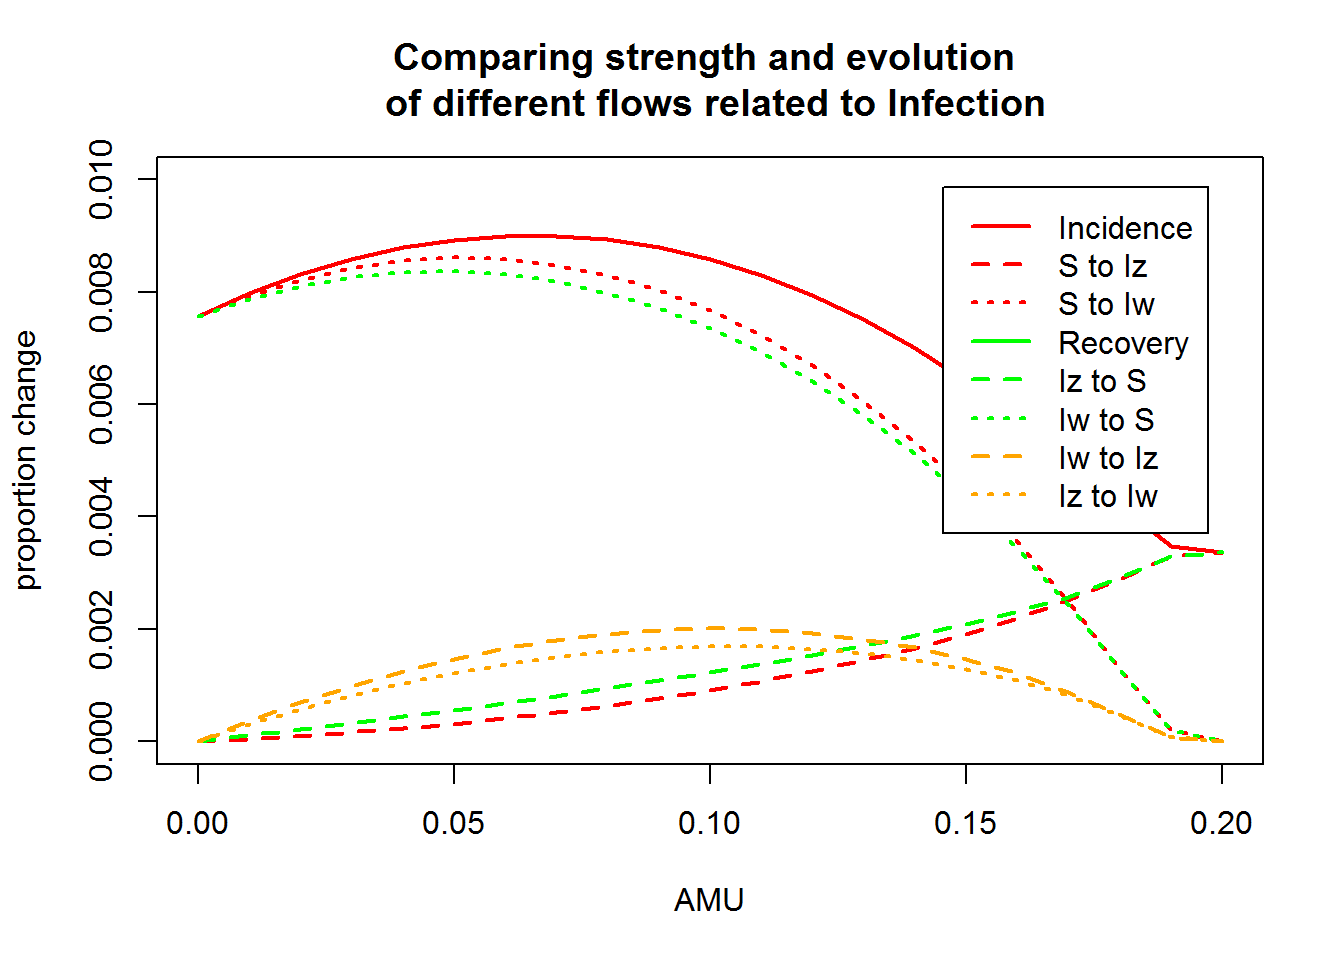 Comparing strength and evolution
of different flows related to Infection
proportion change
0.010
0.008
0.006
0.004
0.002
0.000
Incidence
S to Iz
S to Iw
Recovery
Iz to S
Iw to S
Iw to Iz
Iz to Iw
0.00 0.05 0.10 0.15 0.20
AMU